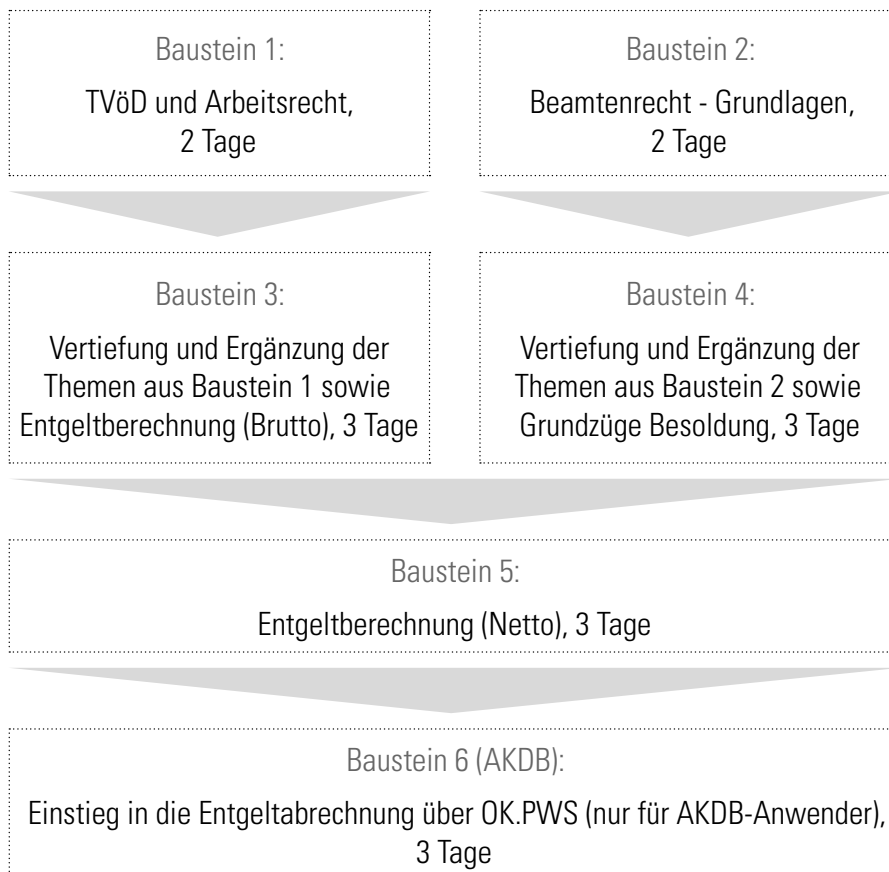 Baustein 1:
TVöD und Arbeitsrecht,
2 Tage
Baustein 2:
Beamtenrecht - Grundlagen,
2 Tage
Baustein 3:
Vertiefung und Ergänzung der
Themen aus Baustein 1 sowie
Entgeltberechnung (Brutto), 3 Tage
Baustein 4:
Vertiefung und Ergänzung der
Themen aus Baustein 2 sowie
Grundzüge Besoldung, 3 Tage
Baustein 5:
Entgeltberechnung (Netto), 3 Tage
Baustein 6 (AKDB):
Einstieg in die Entgeltabrechnung über OK.PWS (nur für AKDB-Anwender),
3 Tage